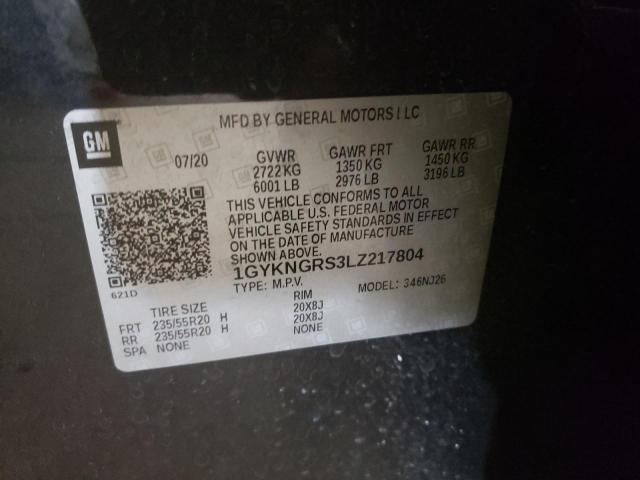 GM
MFD BY GENERAL MOTORS LLC
07/20 GVWR GAWR FRT GAWR RR
2722 KG 1350 KG 1450 KG
6001 LB 2976 LB 3196 LB
THIS VEHICLE CONFORMS TO ALL
APPLICABLE U.S. FEDERAL MOTOR
VEHICLE SAFETY STANDARDS IN EFFECT
ON THE DATE OF MANUFACTURE
SHOWN ABOVE.
1GYKNGRS3LZ217804
TYPE: M.P.V. MODEL: 346NJ26
621D
TIRE SIZE RIM
FRT 235/55R20 H 20X8J
RR 235/55R20 H 20X8J
SPA NONE NONE